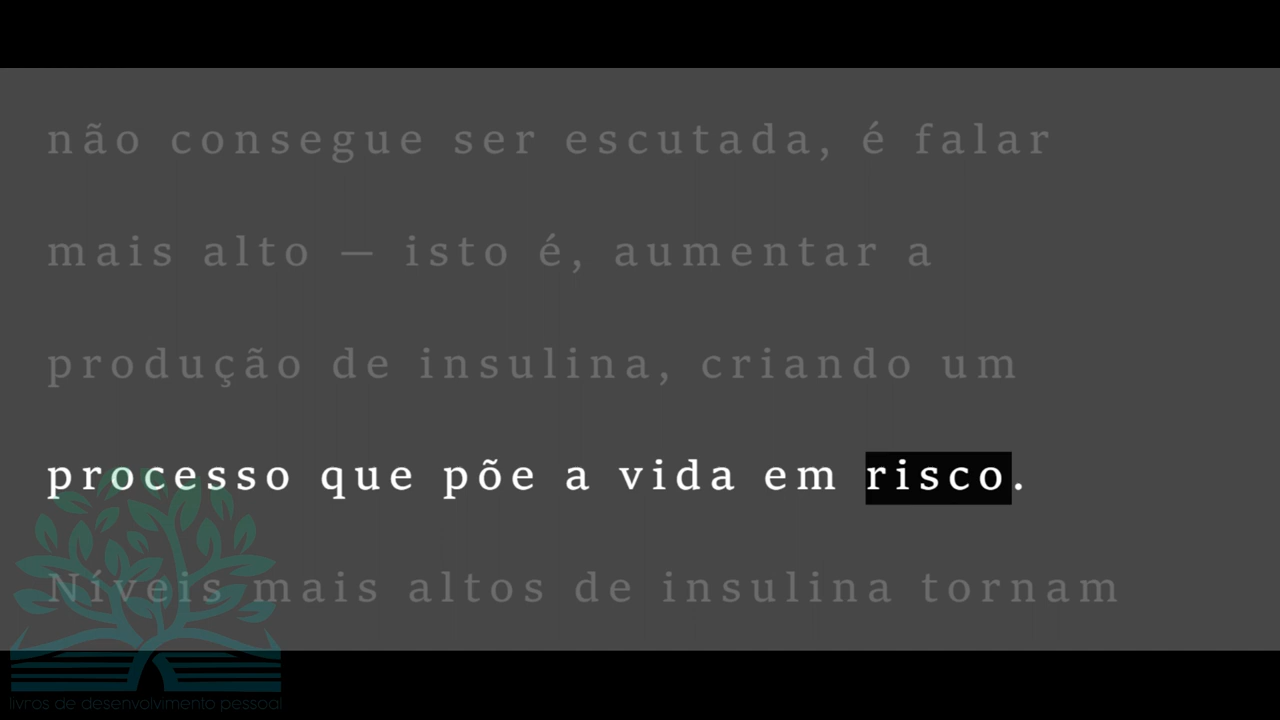 não consegue ser escutada, é falar
mais alto — isto é, aumentar a
produção de insulina, criando um
processo que põe a vida em risco.
Níveis mais altos de insulina tornam
livros de desenvolvimento pessoal